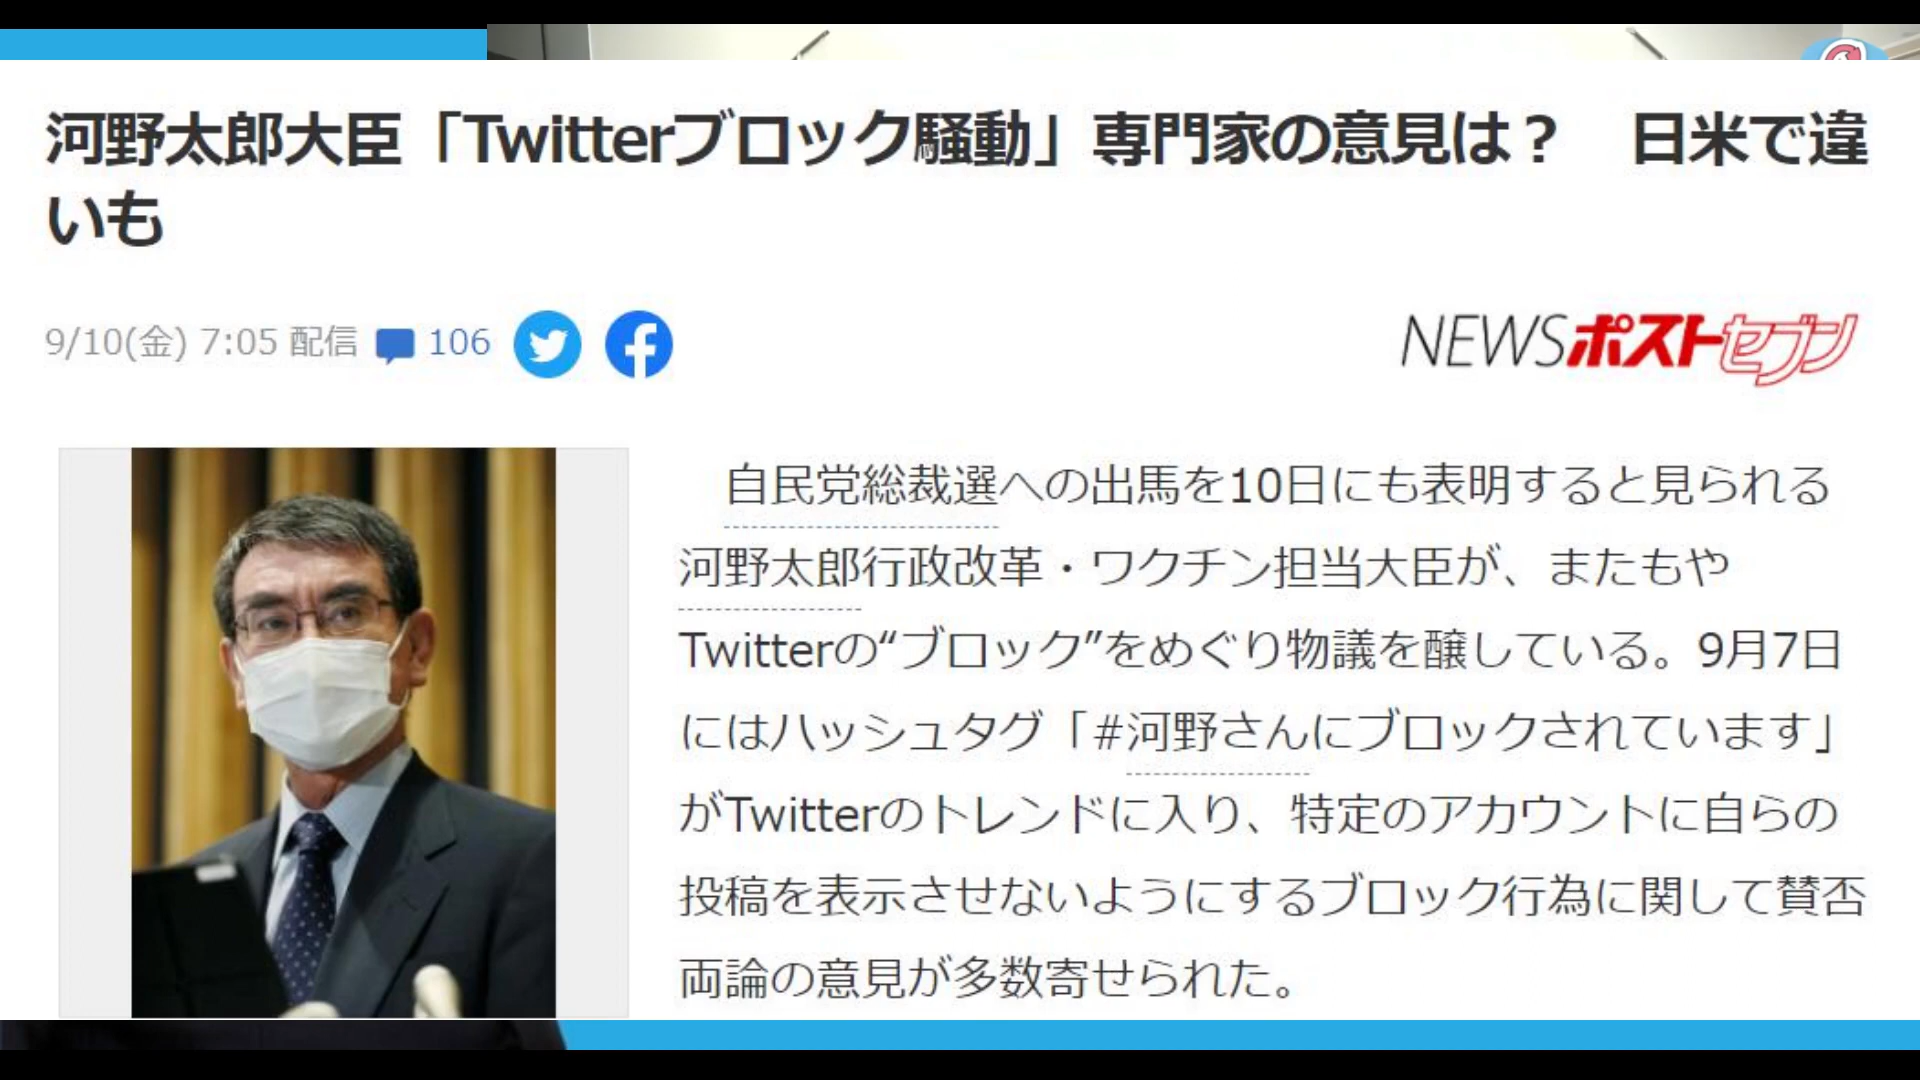 河野太郎大臣「Twitterブロック騒動」専門家の意見は？　日米で違
いも
9/10(金) 7:05 配信 106
NEWSポストセブン
自民党総裁選への出馬を10日にも表明すると見られる
河野太郎行政改革・ワクチン担当大臣が、またもや
Twitterの“ブロック”をめぐり物議を醸している。9月7日
にはハッシュタグ「#河野さんにブロックされています」
がTwitterのトレンドに入り、特定のアカウントに自らの
投稿を表示させないようにするブロック行為に関して賛否
両論の意見が多数寄せられた。